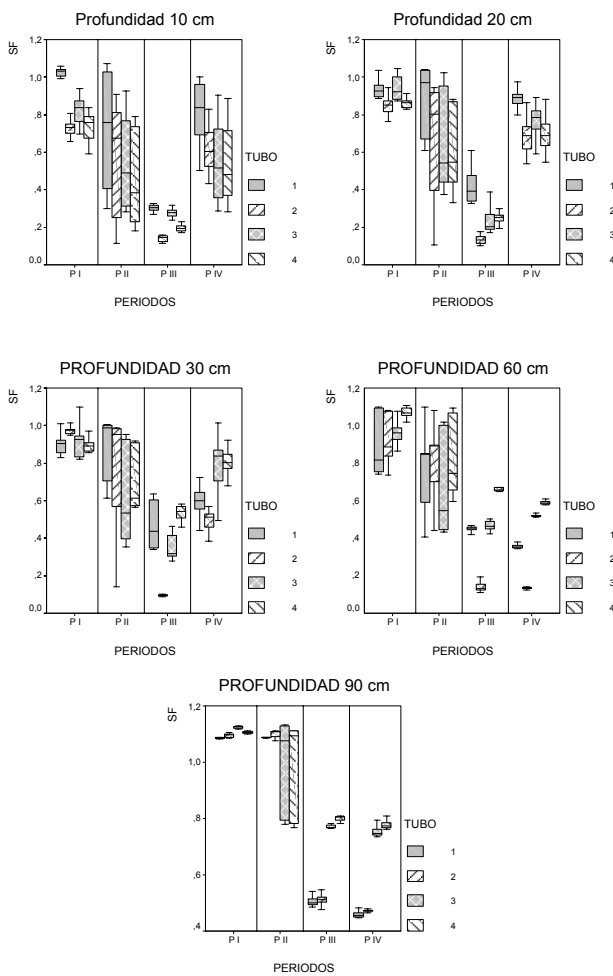 Profundidad 10 cm
SF
1,2
1,0
,8
,6
,4
,2
0,0
P I P II P III P IV
PERIODOS
TUBO
1
2
3
4
Profundidad 20 cm
SF
1,2
1,0
,8
,6
,4
,2
0,0
P I P II P III P IV
PERIODOS
TUBO
1
2
3
4
PROFUNDIDAD 30 cm
SF
1,2
1,0
,8
,6
,4
,2
0,0
P I P II P III P IV
PERIODOS
TUBO
1
2
3
4
PROFUNDIDAD 60 cm
SF
1,2
1,0
,8
,6
,4
,2
0,0
P I P II P III P IV
PERIODOS
TUBO
1
2
3
4
PROFUNDIDAD 90 cm
SF
1,2
1,0
,8
,6
,4
P I P II P III P IV
PERIODOS
TUBO
1
2
3
4